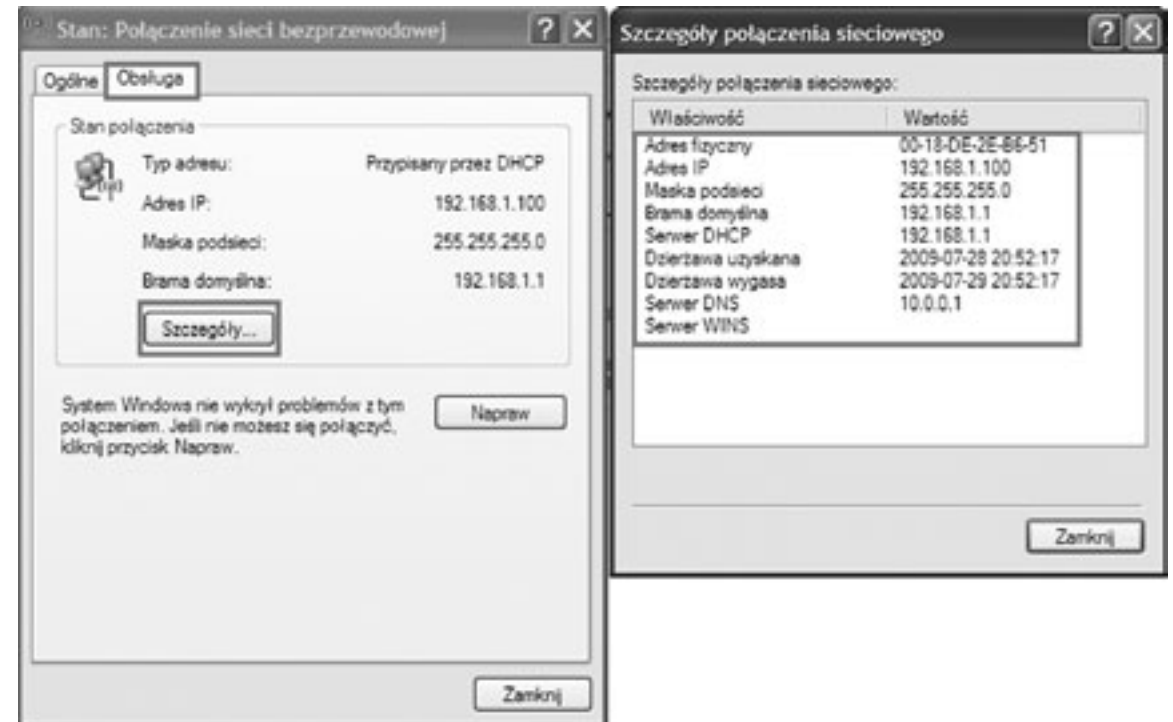 Stan: Połączenie sieci bezprzewodowej
Ogólne Obsługa
Stan połączenia
Typ adresu: Przypisany przez DHCP
Adres IP: 192.168.1.100
Maska podsieci: 255.255.255.0
Brama domyślna: 192.168.1.1
Szczegóły...
System Windows nie wykrył problemów z tym
połączeniem. Jeśli nie możesz się połączyć,
kliknij przycisk Napraw.
Napraw
Zamknij
Szczegóły połączenia sieciowego
Szczegóły połączenia sieciowego:
Właściwość Wartość
Adres fizyczny 00-18-DE-2E-B6-51
Adres IP 192.168.1.100
Maska podsieci 255.255.255.0
Brama domyślna 192.168.1.1
Serwer DHCP 192.168.1.1
Dzierżawa uzyskana 2009-07-28 20:52:17
Dzierżawa wygasa 2009-07-29 20:52:17
Serwer DNS 10.0.0.1
Serwer WINS
Zamknij